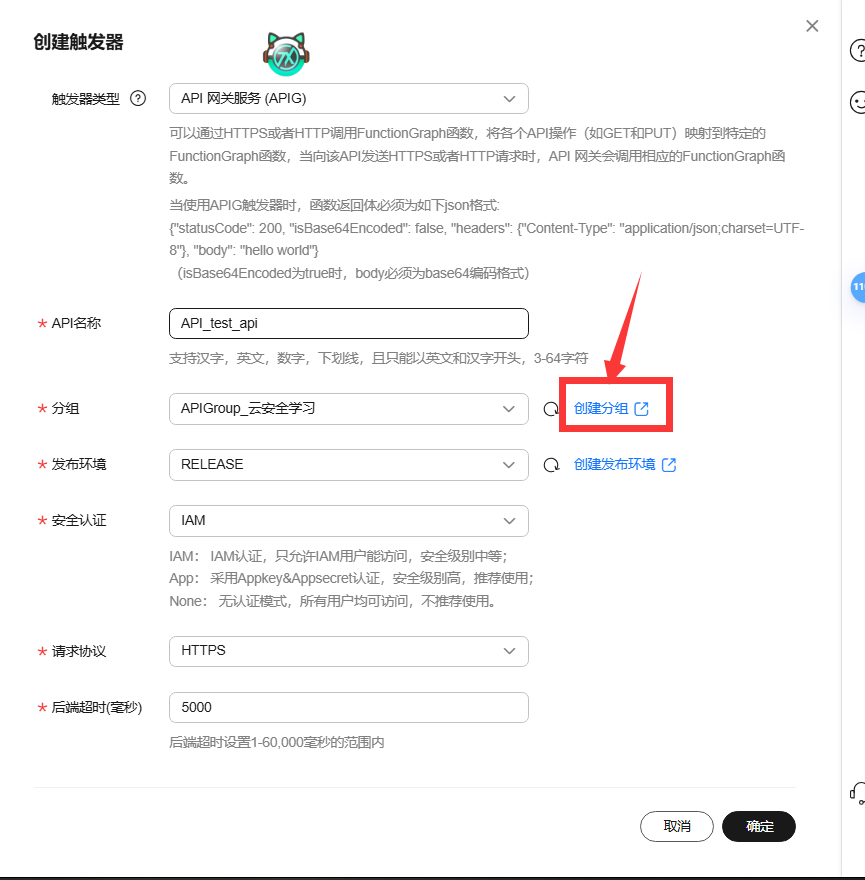 创建触发器
7X
触发器类型
API 网关服务 (APIG)
可以通过HTTPS或者HTTP调用FunctionGraph函数，将各个API操作（如GET和PUT）映射到特定的
FunctionGraph函数，当向该API发送HTTPS或者HTTP请求时，API 网关会调用相应的FunctionGraph函
数。
当使用APIG触发器时，函数返回体必须为如下json格式:
{"statusCode": 200, "isBase64Encoded": false, "headers": {"Content-Type": "application/json;charset=UTF-
8"}, "body": "hello world"}
（isBase64Encoded为true时，body必须为base64编码格式）
* API名称
API_test_api
支持汉字，英文，数字，下划线，且只能以英文和汉字开头，3-64字符
* 分组
APIGroup_云安全学习
创建分组
* 发布环境
RELEASE
创建发布环境
* 安全认证
IAM
IAM： IAM认证，只允许IAM用户能访问，安全级别中等；
App： 采用Appkey&Appsecret认证，安全级别高，推荐使用；
None： 无认证模式，所有用户均可访问，不推荐使用。
* 请求协议
HTTPS
* 后端超时(毫秒)
5000
后端超时设置1-60,000毫秒的范围内
取消
确定